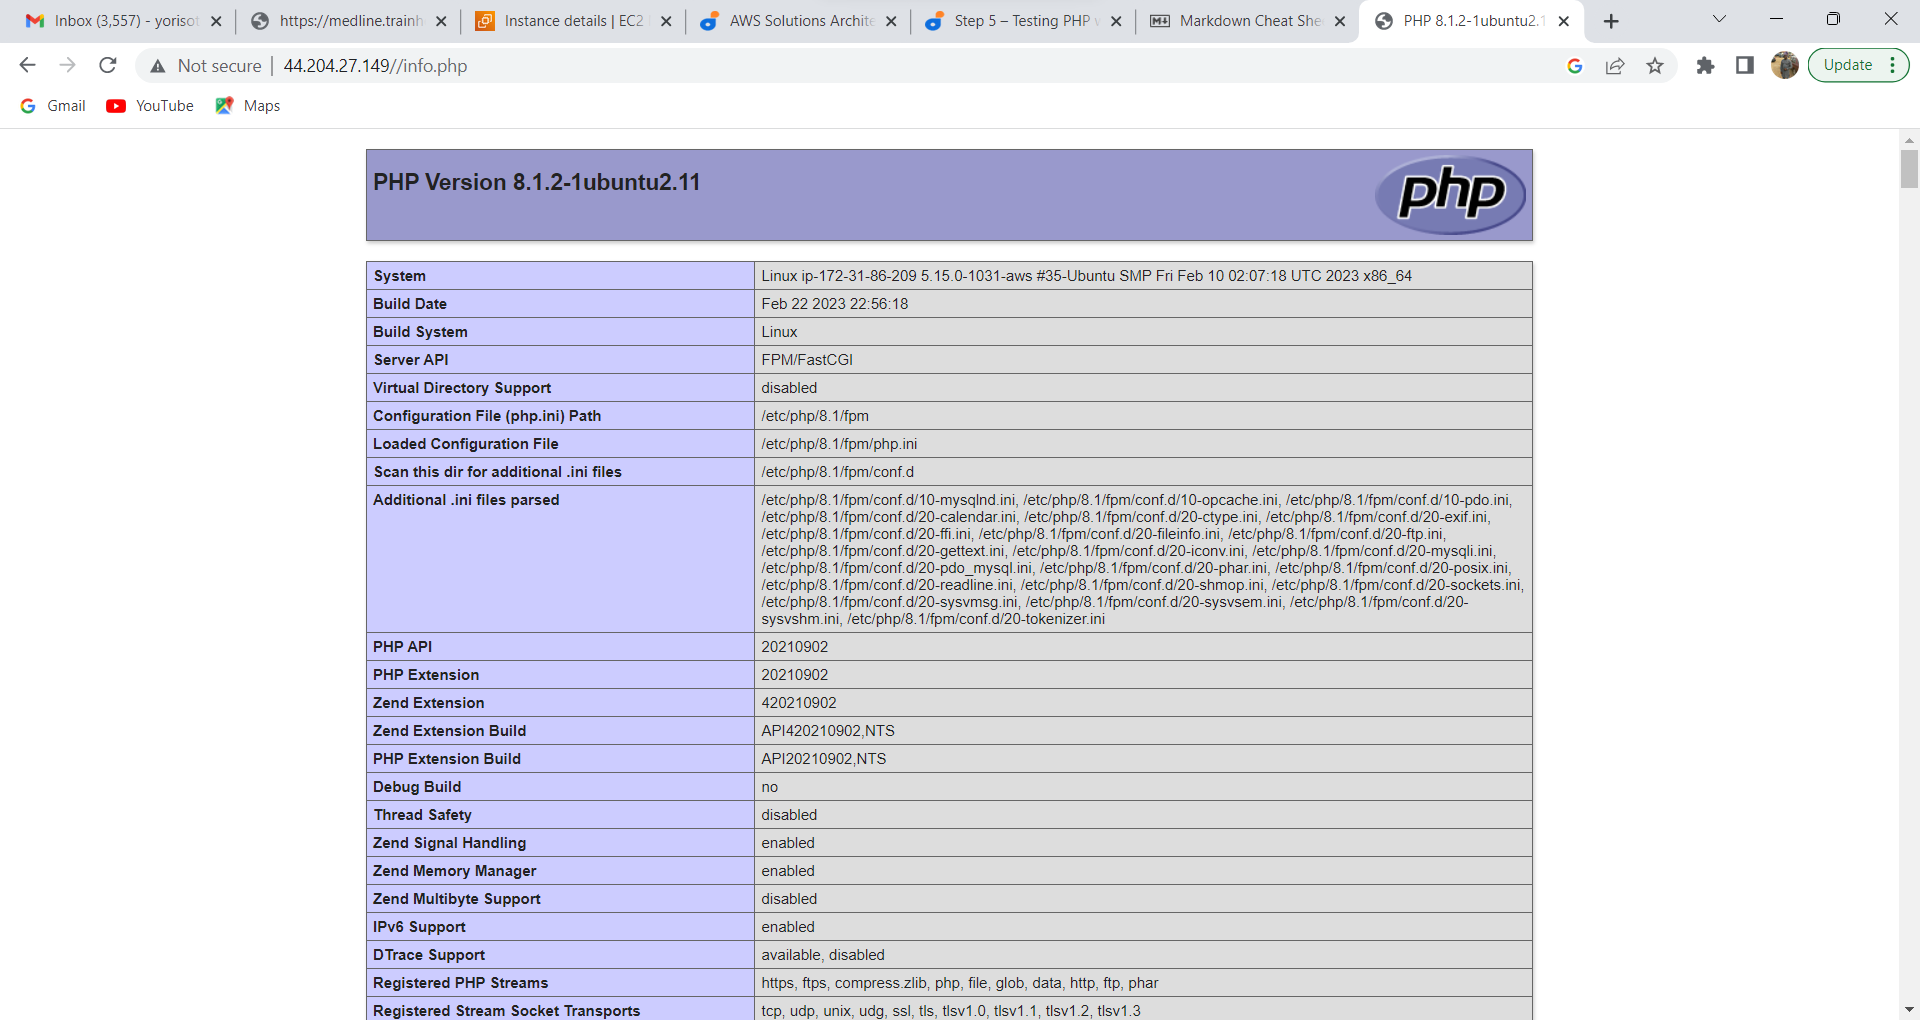 Inbox (3,557) - yorisot
https://medline.trainh
Instance details | EC2
AWS Solutions Archite
Step 5 – Testing PHP w
Markdown Cheat She
PHP 8.1.2-1ubuntu2.1
Not secure | 44.204.27.149//info.php
Update
Gmail YouTube Maps
PHP Version 8.1.2-1ubuntu2.11
php
System Linux ip-172-31-86-209 5.15.0-1031-aws #35-Ubuntu SMP Fri Feb 10 02:07:18 UTC 2023 x86_64
Build Date Feb 22 2023 22:56:18
Build System Linux
Server API FPM/FastCGI
Virtual Directory Support disabled
Configuration File (php.ini) Path /etc/php/8.1/fpm
Loaded Configuration File /etc/php/8.1/fpm/php.ini
Scan this dir for additional .ini files /etc/php/8.1/fpm/conf.d
Additional .ini files parsed /etc/php/8.1/fpm/conf.d/10-mysqlnd.ini, /etc/php/8.1/fpm/conf.d/10-opcache.ini, /etc/php/8.1/fpm/conf.d/10-pdo.ini,
/etc/php/8.1/fpm/conf.d/20-calendar.ini, /etc/php/8.1/fpm/conf.d/20-ctype.ini, /etc/php/8.1/fpm/conf.d/20-exif.ini,
/etc/php/8.1/fpm/conf.d/20-ffi.ini, /etc/php/8.1/fpm/conf.d/20-fileinfo.ini, /etc/php/8.1/fpm/conf.d/20-ftp.ini,
/etc/php/8.1/fpm/conf.d/20-gettext.ini, /etc/php/8.1/fpm/conf.d/20-iconv.ini, /etc/php/8.1/fpm/conf.d/20-mysqli.ini,
/etc/php/8.1/fpm/conf.d/20-pdo_mysql.ini, /etc/php/8.1/fpm/conf.d/20-phar.ini, /etc/php/8.1/fpm/conf.d/20-posix.ini,
/etc/php/8.1/fpm/conf.d/20-readline.ini, /etc/php/8.1/fpm/conf.d/20-shmop.ini, /etc/php/8.1/fpm/conf.d/20-sockets.ini,
/etc/php/8.1/fpm/conf.d/20-sysvmsg.ini, /etc/php/8.1/fpm/conf.d/20-sysvsem.ini, /etc/php/8.1/fpm/conf.d/20-
sysvshm.ini, /etc/php/8.1/fpm/conf.d/20-tokenizer.ini
PHP API 20210902
PHP Extension 20210902
Zend Extension 420210902
Zend Extension Build API420210902,NTS
PHP Extension Build API20210902,NTS
Debug Build no
Thread Safety disabled
Zend Signal Handling enabled
Zend Memory Manager enabled
Zend Multibyte Support disabled
IPv6 Support enabled
DTrace Support available, disabled
Registered PHP Streams https, ftps, compress.zlib, php, file, glob, data, http, ftp, phar
Registered Stream Socket Transports tcp, udp, unix, udg, ssl, tls, tlsv1.0, tlsv1.1, tlsv1.2, tlsv1.3